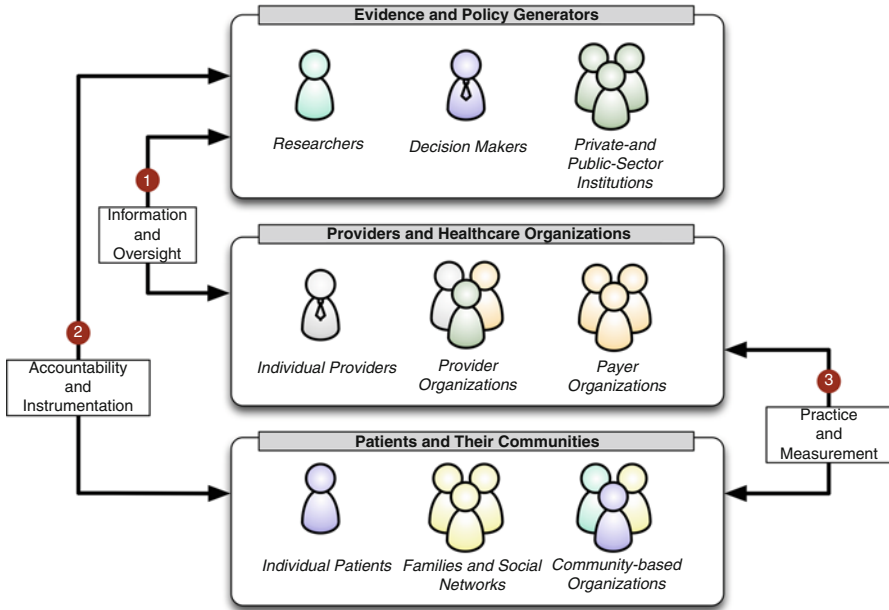 Evidence and Policy Generators
Researchers
Decision Makers
Private-and
Public-Sector
Institutions
1
Information
and
Oversight
Providers and Healthcare Organizations
Individual Providers
Provider
Organizations
Payer
Organizations
2
Accountability
and
Instrumentation
3
Practice
and
Measurement
Patients and Their Communities
Individual Patients
Families and Social
Networks
Community-based
Organizations